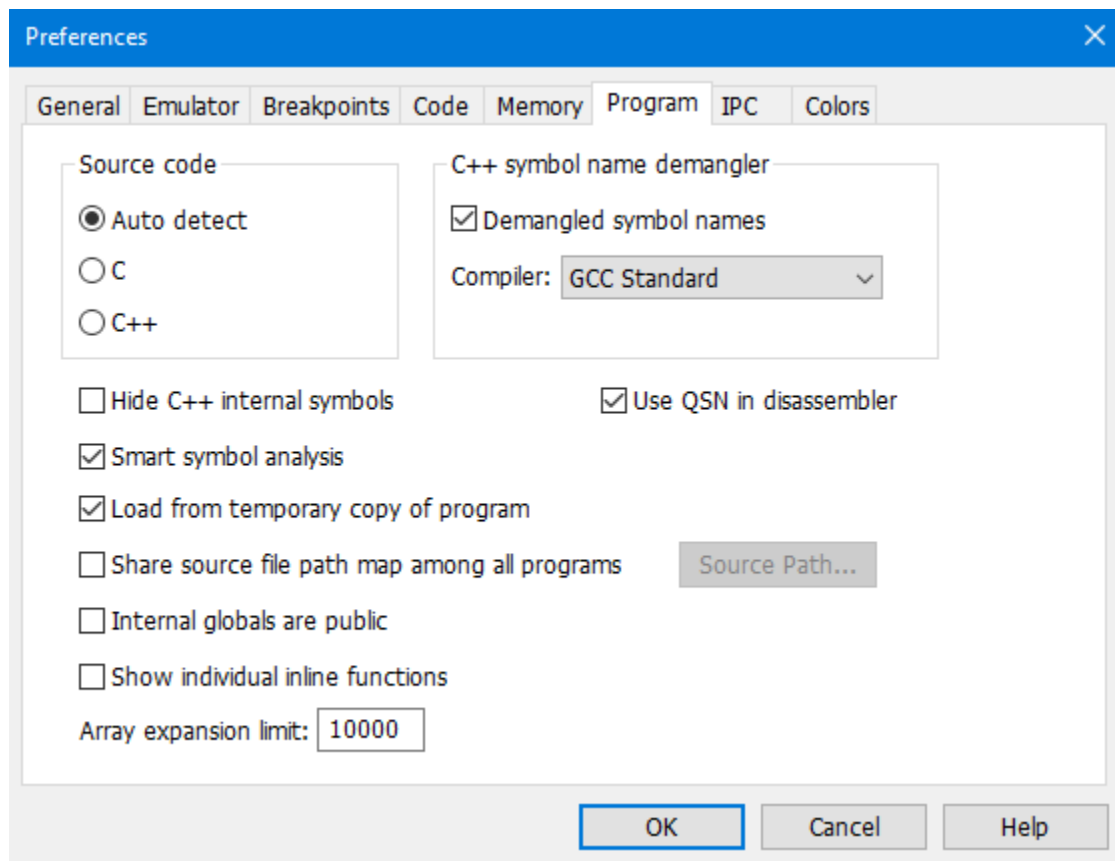 Preferences
General Emulator Breakpoints Code Memory Program IPC Colors
Source code
Auto detect
C
C++
C++ symbol name demangler
Demangled symbol names
Compiler: GCC Standard
Hide C++ internal symbols
Use QSN in disassembler
Smart symbol analysis
Load from temporary copy of program
Share source file path map among all programs
Source Path...
Internal globals are public
Show individual inline functions
Array expansion limit: 10000
OK Cancel Help